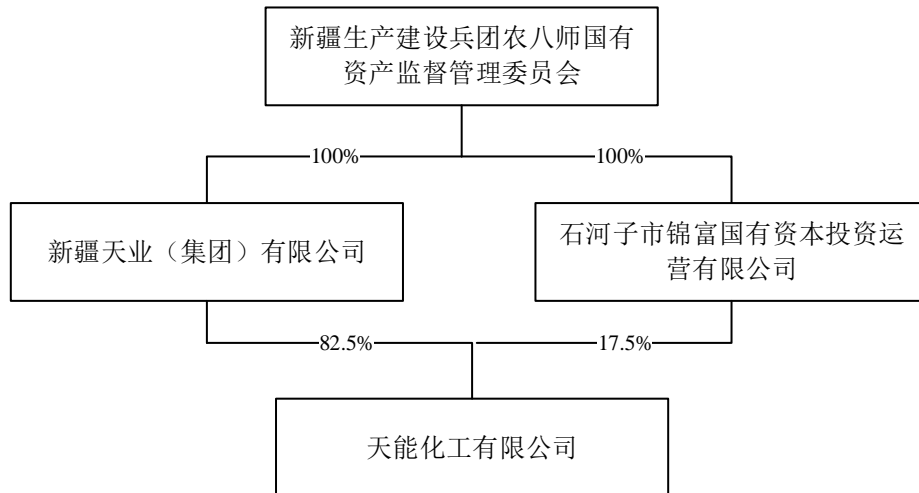 新疆生产建设兵团农八师国有
资产监督管理委员会
100%
100%
新疆天业（集团）有限公司
石河子市锦富国有资本投资运
营有限公司
82.5%
17.5%
天能化工有限公司